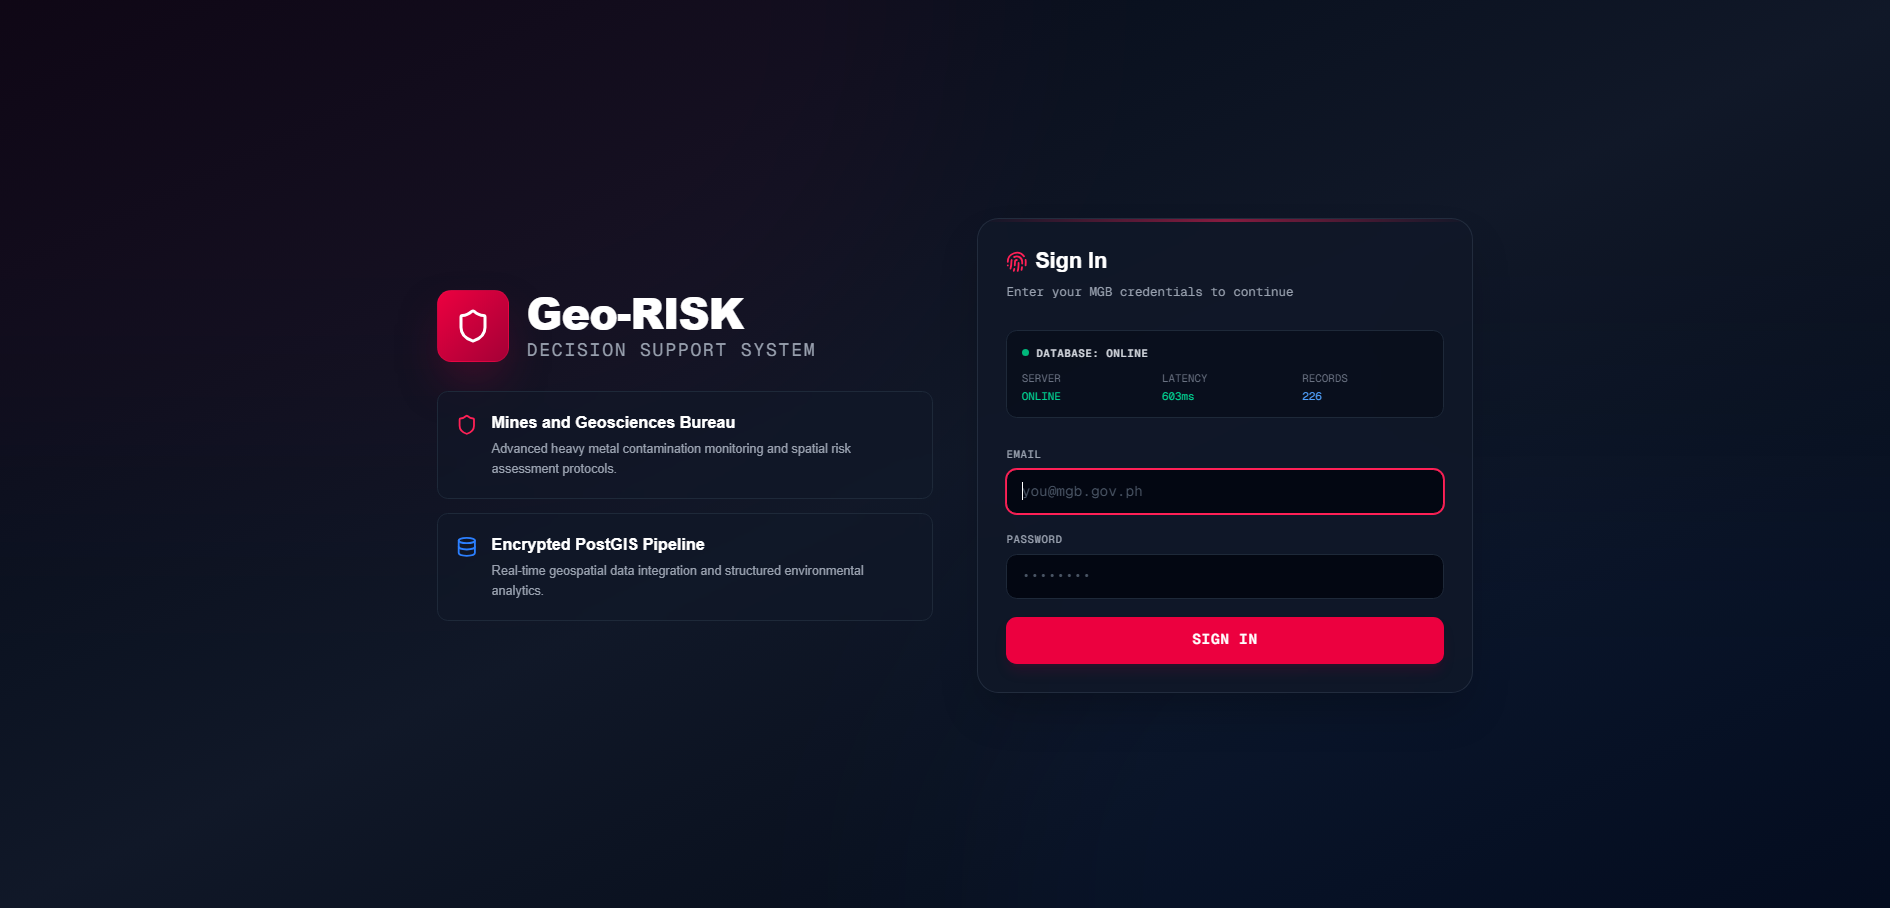 Geo-RISK
DECISION SUPPORT SYSTEM
Mines and Geosciences Bureau
Advanced heavy metal contamination monitoring and spatial risk
assessment protocols.
Encrypted PostGIS Pipeline
Real-time geospatial data integration and structured environmental
analytics.
Sign In
Enter your MGB credentials to continue
DATABASE: ONLINE
SERVER LATENCY RECORDS
ONLINE 603ms 226
EMAIL
you@mgb.gov.ph
PASSWORD
••••••••
SIGN IN